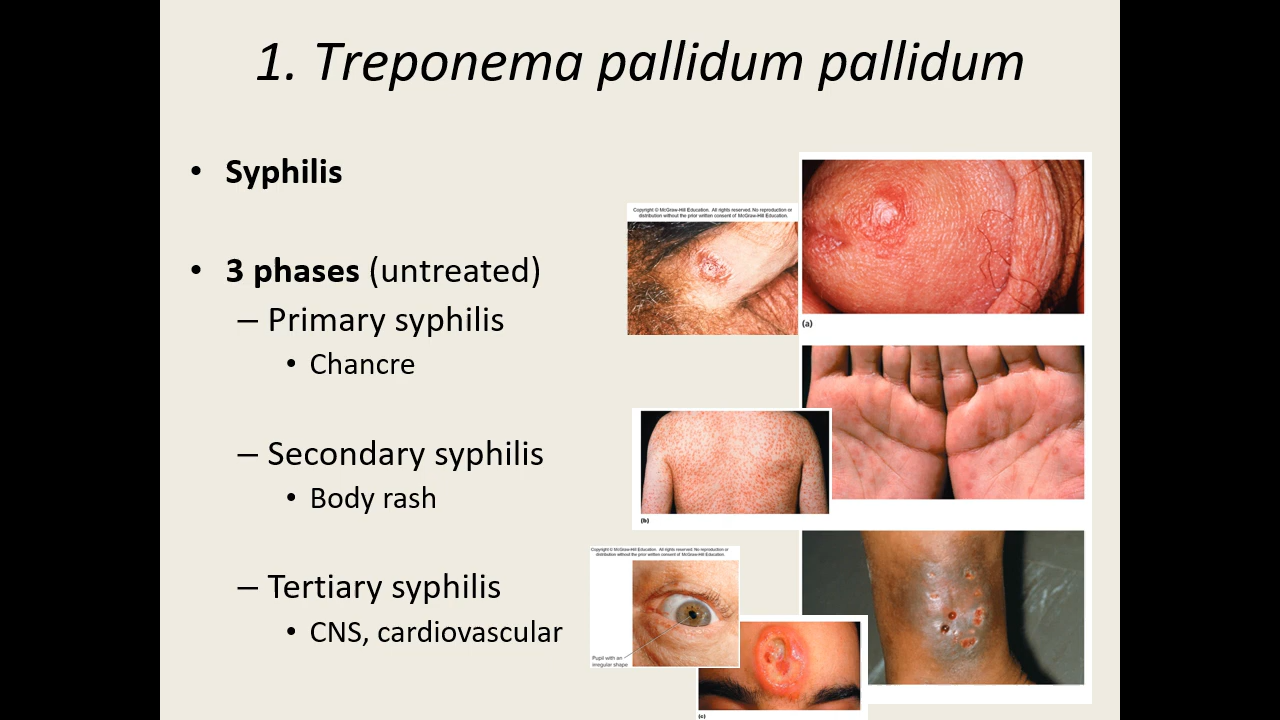 1. Treponema pallidum pallidum
• Syphilis
• 3 phases (untreated)
– Primary syphilis
• Chancre
– Secondary syphilis
• Body rash
– Tertiary syphilis
• CNS, cardiovascular
Copyright © McGraw-Hill Education. All rights reserved. No reproduction or
distribution without the prior written consent of McGraw-Hill Education.
(a)
(b)
Copyright © McGraw-Hill Education. All rights reserved. No reproduction or
distribution without the prior written consent of McGraw-Hill Education.
Pupil with an
irregular shape
(c)